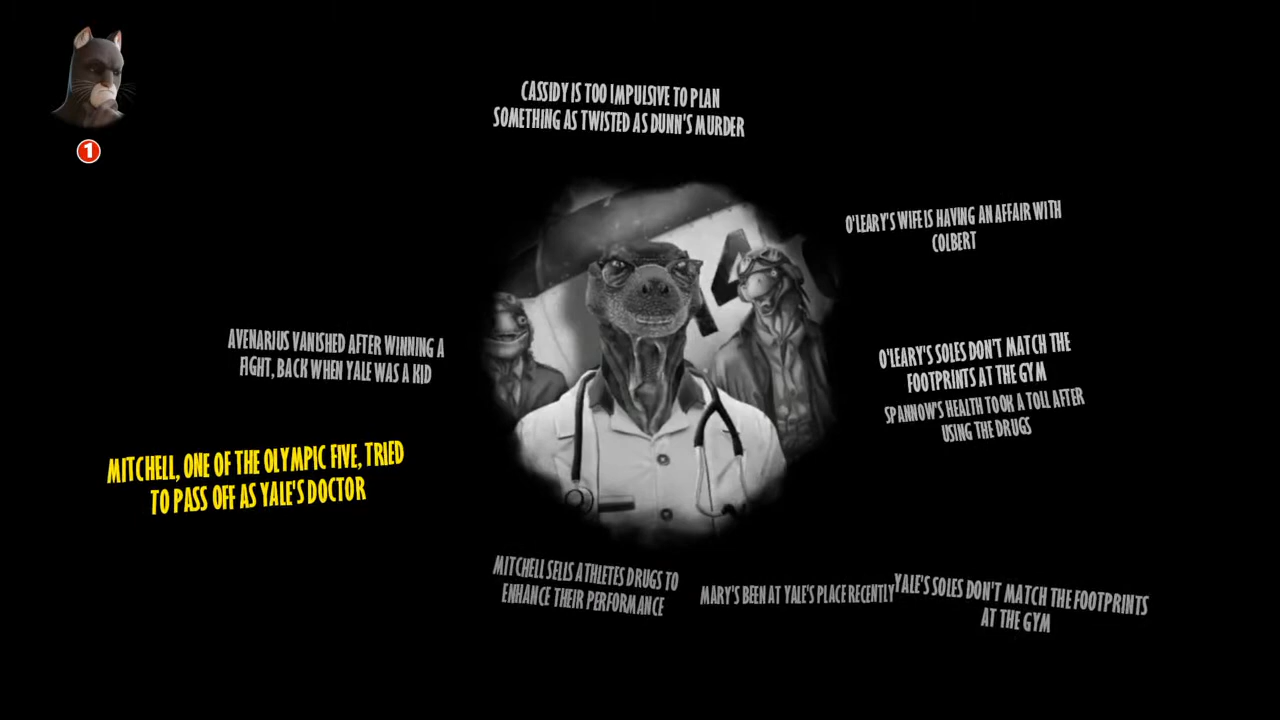 CASSIDY IS TOO IMPULSIVE TO PLAN
SOMETHING AS TWISTED AS DUNN'S MURDER
1
O'LEARY'S WIFE IS HAVING AN AFFAIR WITH
COLBERT
AVENARIUS VANISHED AFTER WINNING A
FIGHT, BACK WHEN YALE WAS A KID
O'LEARY'S SOLES DON'T MATCH THE
FOOTPRINTS AT THE GYM
SPANNOW'S HEALTH TOOK A TOLL AFTER
USING THE DRUGS
MITCHELL, ONE OF THE OLYMPIC FIVE, TRIED
TO PASS OFF AS YALE'S DOCTOR
MITCHELL SELLS ATHLETES DRUGS TO
ENHANCE THEIR PERFORMANCE
MARY'S BEEN AT YALE'S PLACE RECENTLY
YALE'S SOLES DON'T MATCH THE FOOTPRINTS
AT THE GYM